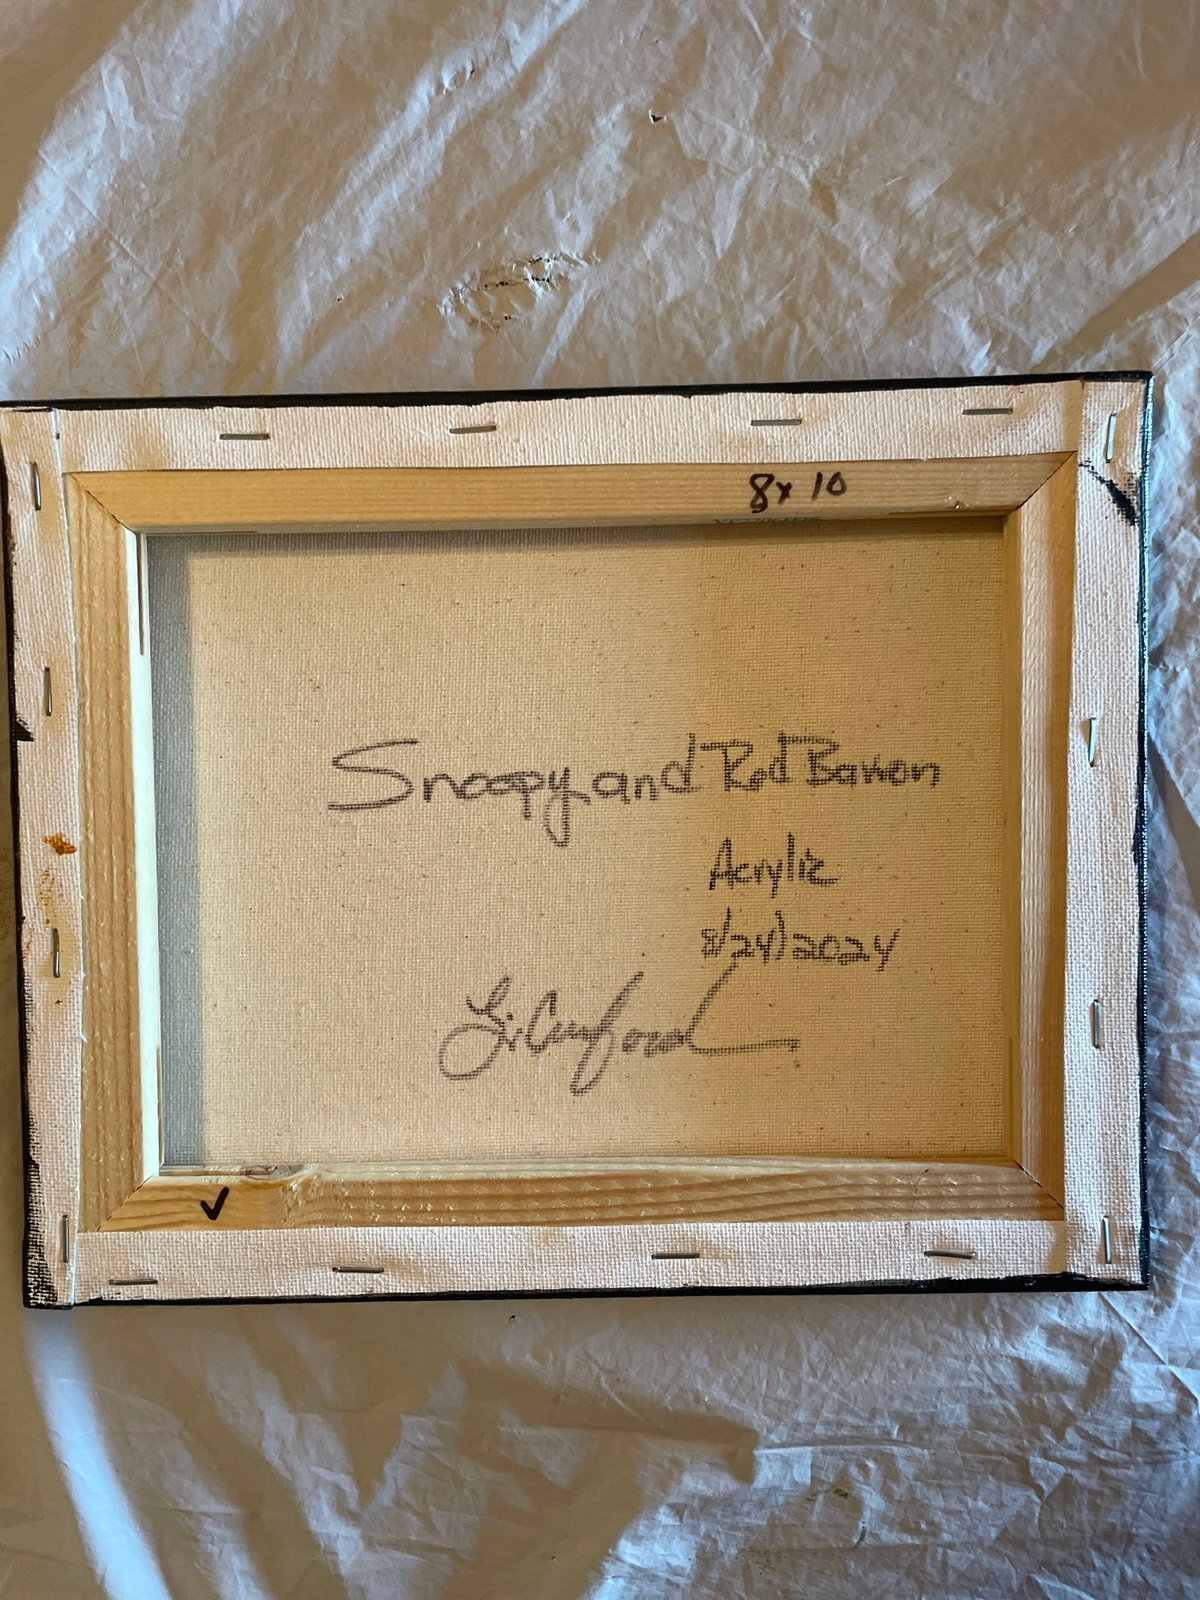 8x10
Snoopy and Red Baron
Acrylic
8/24/2024
✓